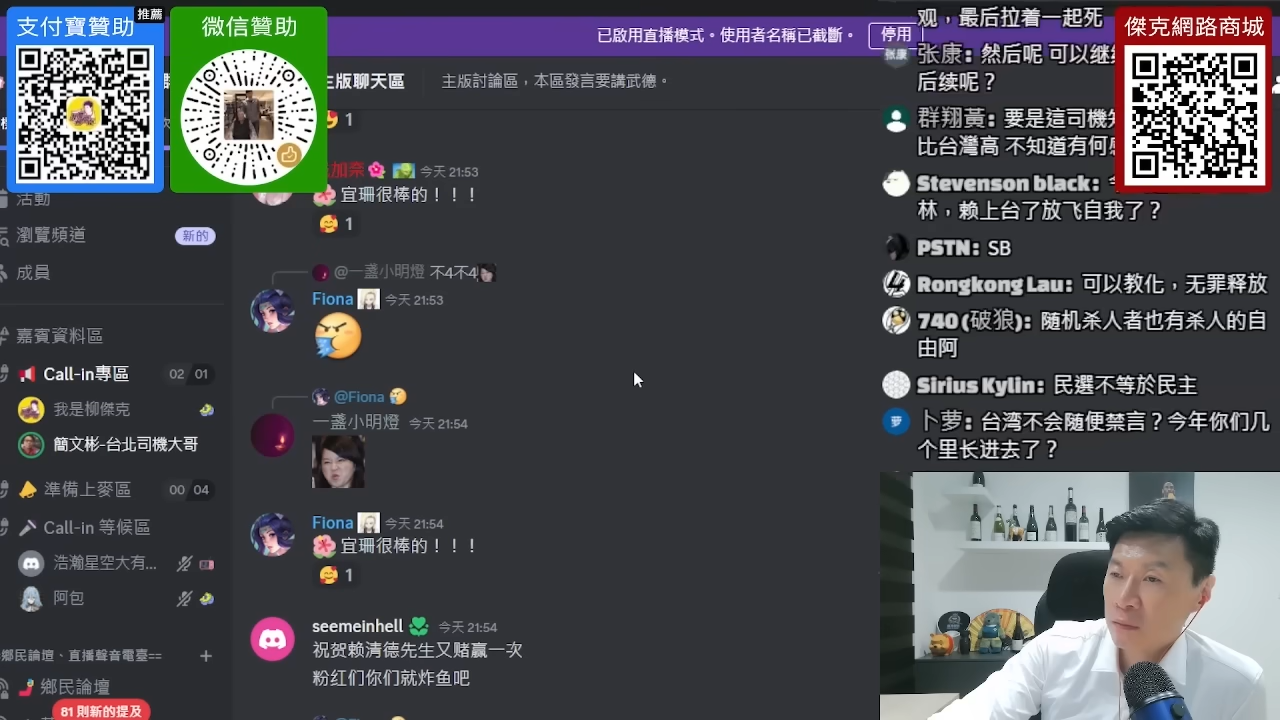 支付寶贊助
推薦
微信贊助
已啟用直播模式。使用者名稱已截斷。
停用
傑克網路商城
主版聊天區
主版討論區，本區發言要講武德。
活動
瀏覽頻道
新的
成員
嘉賓資料區
Call-in專區
02 01
我是柳傑克
簡文彬-台北司機大哥
準備上麥區
00 04
Call-in 等候區
浩瀚星空大有...
阿包
鄉民論壇、直播聲音電臺==
鄉民論壇
81 則新的提及
1
加奈
今天 21:53
宜珊很棒的！！！
1
@一盞小明燈 不4不4
Fiona
今天 21:53
@Fiona
一盞小明燈 今天 21:54
Fiona
今天 21:54
宜珊很棒的！！！
1
seemeinhell
今天 21:54
祝贺赖清德先生又赌赢一次
粉红们你们就炸鱼吧
观，最后拉着一起死
张康: 然后呢 可以继
后续呢？
群翔黃: 要是這司機
比台灣高 不知道有何
Stevenson black:
林，赖上台了放飞自我了？
PSTN: SB
Rongkong Lau: 可以教化，无罪释放
740 (破狼): 随机杀人者也有杀人的自
由阿
Sirius Kylin: 民選不等於民主
卜萝: 台湾不会随便禁言？今年你们几
个里长进去了？